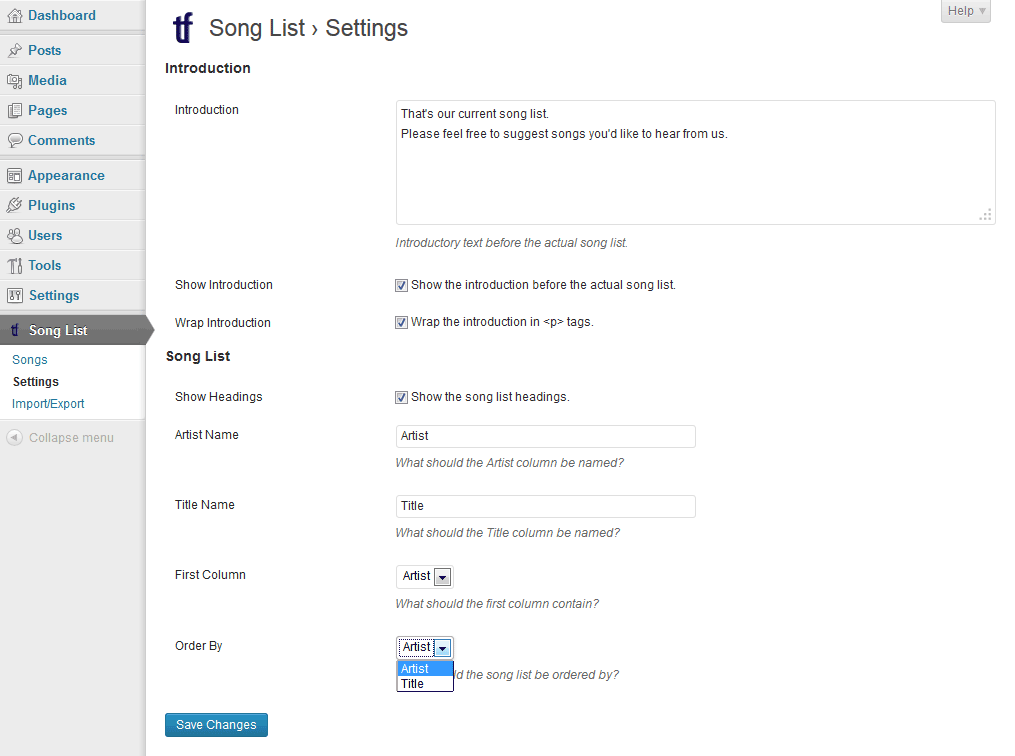 Dashboard
Posts
Media
Pages
Comments
Appearance
Plugins
Users
Tools
Settings
Song List
Songs
Settings
Import/Export
Collapse menu
Help
tf Song List › Settings
Introduction
Introduction
That's our current song list.
Please feel free to suggest songs you'd like to hear from us.
Introductory text before the actual song list.
Show Introduction
Show the introduction before the actual song list.
Wrap Introduction
Wrap the introduction in <p> tags.
Song List
Show Headings
Show the song list headings.
Artist Name
Artist
What should the Artist column be named?
Title Name
Title
What should the Title column be named?
First Column
Artist
What should the first column contain?
Order By
Artist
Artist
Title
ld the song list be ordered by?
Save Changes